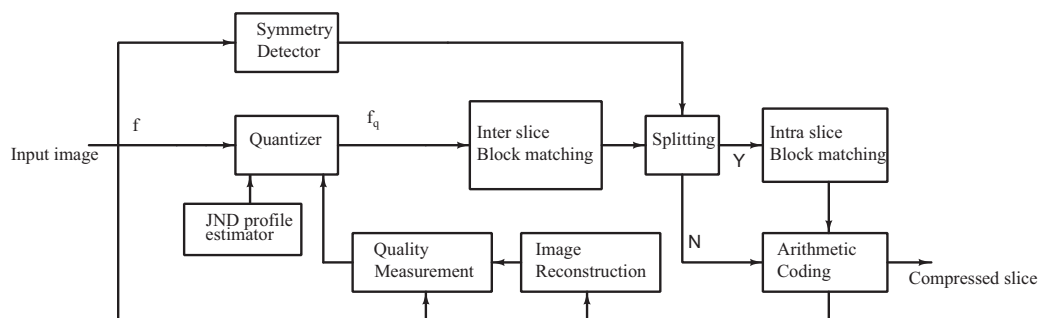 Symmetry
Detector
f
f_q
Input image
Quantizer
Inter slice
Block matching
Splitting
Y
Intra slice
Block matching
JND profile
estimator
Quality
Measurement
Image
Reconstruction
N
Arithmetic
Coding
Compressed slice